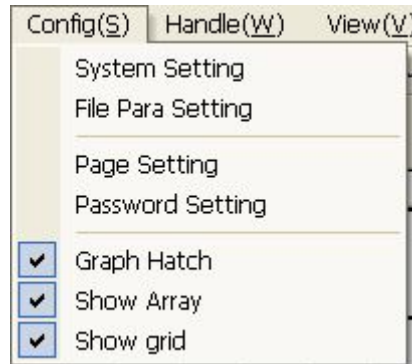 Config(S) Handle(W) View(V)
System Setting
File Para Setting
Page Setting
Password Setting
Graph Hatch
Show Array
Show grid